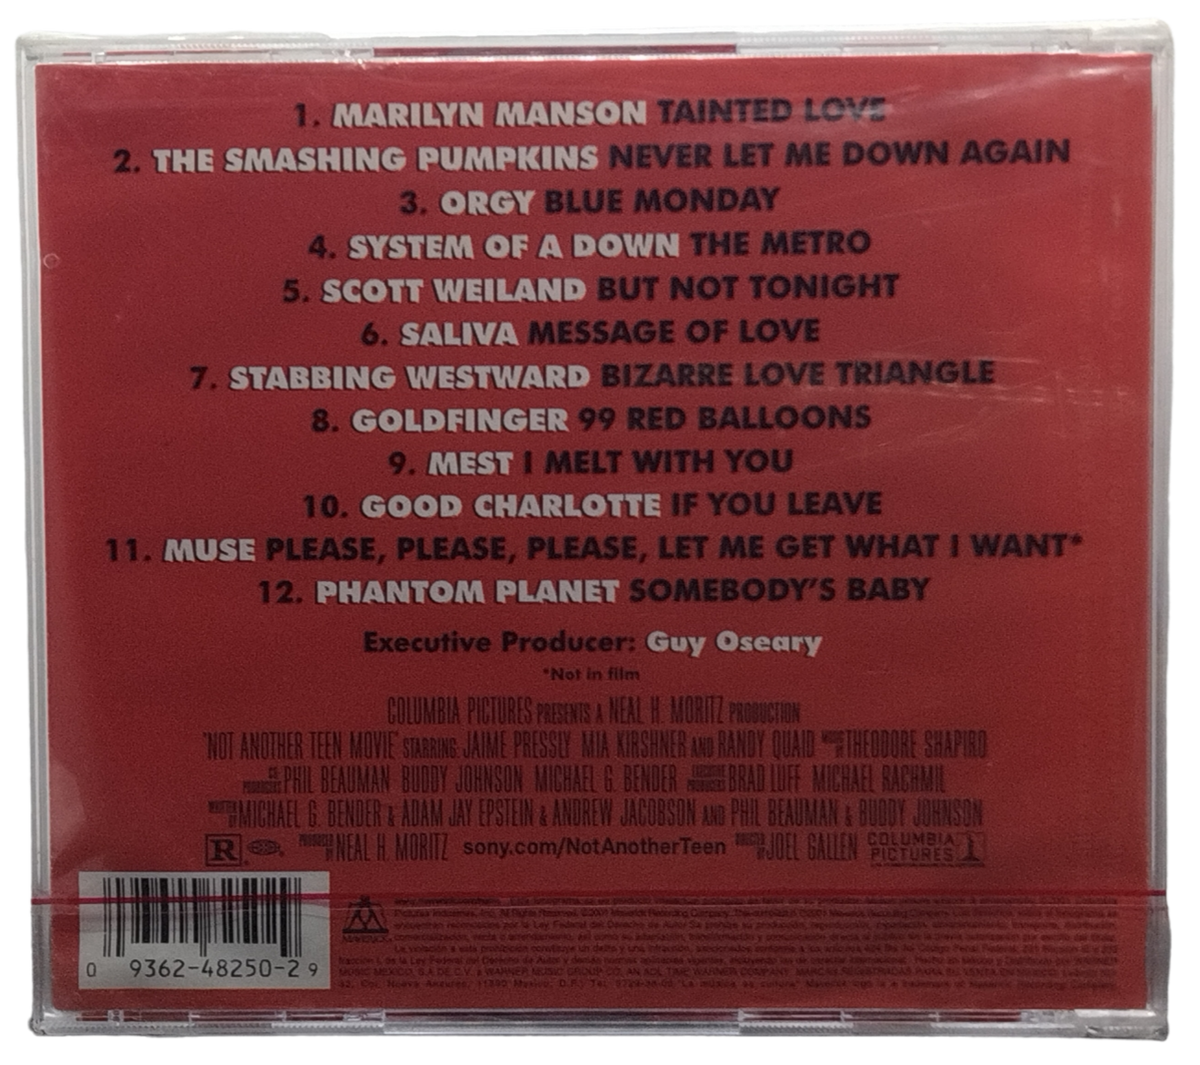 1. MARILYN MANSON TAINTED LOVE
2. THE SMASHING PUMPKINS NEVER LET ME DOWN AGAIN
3. ORGY BLUE MONDAY
4. SYSTEM OF A DOWN THE METRO
5. SCOTT WEILAND BUT NOT TONIGHT
6. SALIVA MESSAGE OF LOVE
7. STABBING WESTWARD BIZARRE LOVE TRIANGLE
8. GOLDFINGER 99 RED BALLOONS
9. MEST I MELT WITH YOU
10. GOOD CHARLOTTE IF YOU LEAVE
11. MUSE PLEASE, PLEASE, PLEASE, LET ME GET WHAT I WANT*
12. PHANTOM PLANET SOMEBODY'S BABY
Executive Producer: Guy Oseary
*Not in film
COLUMBIA PICTURES PRESENTS A NEAL H. MORITZ PRODUCTION
"NOT ANOTHER TEEN MOVIE" STARRING JAIME PRESSLY MIA KIRSHNER AND RANDY QUAID MUSIC BY THEODORE SHAPIRO
CO-PRODUCERS PHIL BEAUMAN BUDDY JOHNSON MICHAEL G. BENDER EXECUTIVE PRODUCERS BRAD LUFF MICHAEL RACHMIL
WRITTEN BY MICHAEL G. BENDER & ADAM JAY EPSTEIN & ANDREW JACOBSON AND PHIL BEAUMAN & BUDDY JOHNSON
R PRODUCED BY NEAL H. MORITZ sony.com/NotAnotherTeen DIRECTED BY JOEL GALLEN COLUMBIA PICTURES
0 9362-48250-2 9
MAVERICK